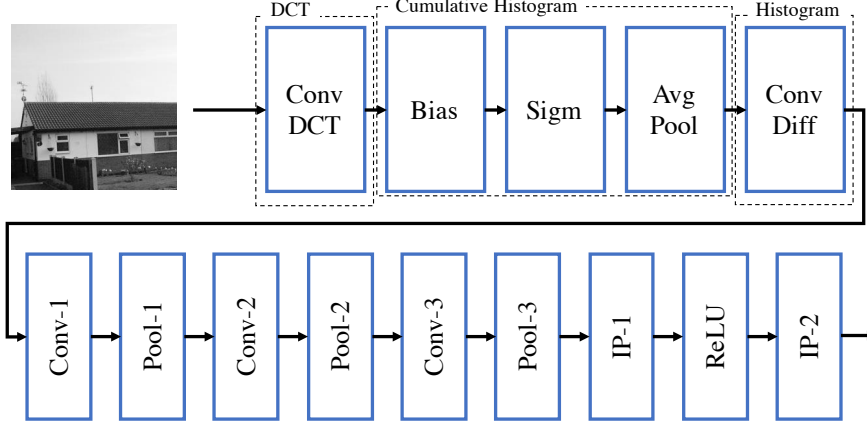 DCT
Cumulative Histogram
Histogram
Conv
DCT
Bias
Sigm
Avg
Pool
Conv
Diff
Conv-1
Pool-1
Conv-2
Pool-2
Conv-3
Pool-3
IP-1
ReLU
IP-2